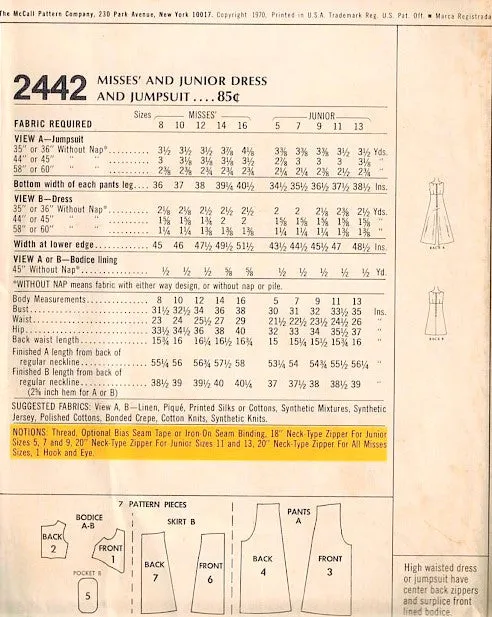 The McCall Pattern Company, 230 Park Avenue, New York 10017. Copyright 1970. Printed in U.S.A. Trademark Reg. U.S. Pat. Off. ■ Marca Registrada
2442 MISSES' AND JUNIOR DRESS
AND JUMPSUIT .... 85¢
Sizes MISSES' JUNIOR
FABRIC REQUIRED 8 10 12 14 16 5 7 9 11 13
VIEW A—Jumpsuit
35" or 36" Without Nap* 3½ 3½ 3½ 3⅞ 4⅛ 3⅜ 3⅜ 3⅜ 3½ 3½ Yds.
44" or 45" " " 3 3⅛ 3⅛ 3⅛ 3½ 2⅞ 3 3 3 3⅛ "
58" or 60" " " 2⅜ 2⅜ 2¾ 2¾ 2¾ 2¼ 2¼ 2⅜ 2½ 2¾ "
Bottom width of each pants leg 36 37 38 39¼ 40½ 34½ 35½ 36½ 37½ 38½ Ins.
VIEW B—Dress
35" or 36" Without Nap* 2⅛ 2⅛ 2½ 2½ 2½ 2 2 2⅛ 2⅜ 2½ Yds.
44" or 45" " " 1⅝ 1⅝ 1¾ 2 2 1⅝ 1⅝ 1⅝ 1⅝ 1⅝ "
58" or 60" " " 1¼ 1¼ 1⅜ 1⅜ 1⅜ 1¼ 1¼ 1¼ 1⅜ 1⅜ "
Width at lower edge 45 46 47½ 49½ 51½ 43½ 44½ 45½ 47 48½ Ins.
VIEW A or B—Bodice lining
45" Without Nap ½ ½ ½ ⅝ ⅝ ½ ½ ½ ½ ½ Yd.
*WITHOUT NAP means fabric with either way design, or without nap or pile.
Body Measurements 8 10 12 14 16 5 7 9 11 13
Bust 31½ 32½ 34 36 38 30 31 32 33½ 35 Ins.
Waist 23 24 25½ 27 29 21½ 22½ 23½ 24½ 26 "
Hip 33½ 34½ 36 38 40 32 33 34 35½ 37 "
Back waist length 15¾ 16 16¼ 16½ 16¾ 15 15¼ 15½ 15¾ 16 "
Finished A length from back of
regular neckline 55¼ 56 56¾ 57½ 58 53¼ 54 54¾ 55½ 56¼ "
Finished B length from back of
regular neckline 38½ 39 39½ 40 40¼ 37 37½ 38 38½ 39 "
(2⅜ inch hem for A or B)
SUGGESTED FABRICS: View A, B—Linen, Piqué, Printed Silks or Cottons, Synthetic Mixtures, Synthetic
Jersey, Polished Cottons, Bonded Crepe, Cotton Knits, Synthetic Knits.
NOTIONS: Thread, Optional Bias Seam Tape or Iron-On Seam Binding, 18" Neck-Type Zipper For Junior
Sizes 5, 7 and 9, 20" Neck-Type Zipper For Junior Sizes 11 and 13, 20" Neck-Type Zipper For All Misses
Sizes, 1 Hook and Eye.
BACK A
BACK B
7 PATTERN PIECES
BODICE
A-B
BACK
2
FRONT
1
POCKET B
5
SKIRT B
BACK
7
FRONT
6
PANTS
A
BACK
4
FRONT
3
High waisted dress
or jumpsuit have
center back zippers
and surplice front
lined bodice.